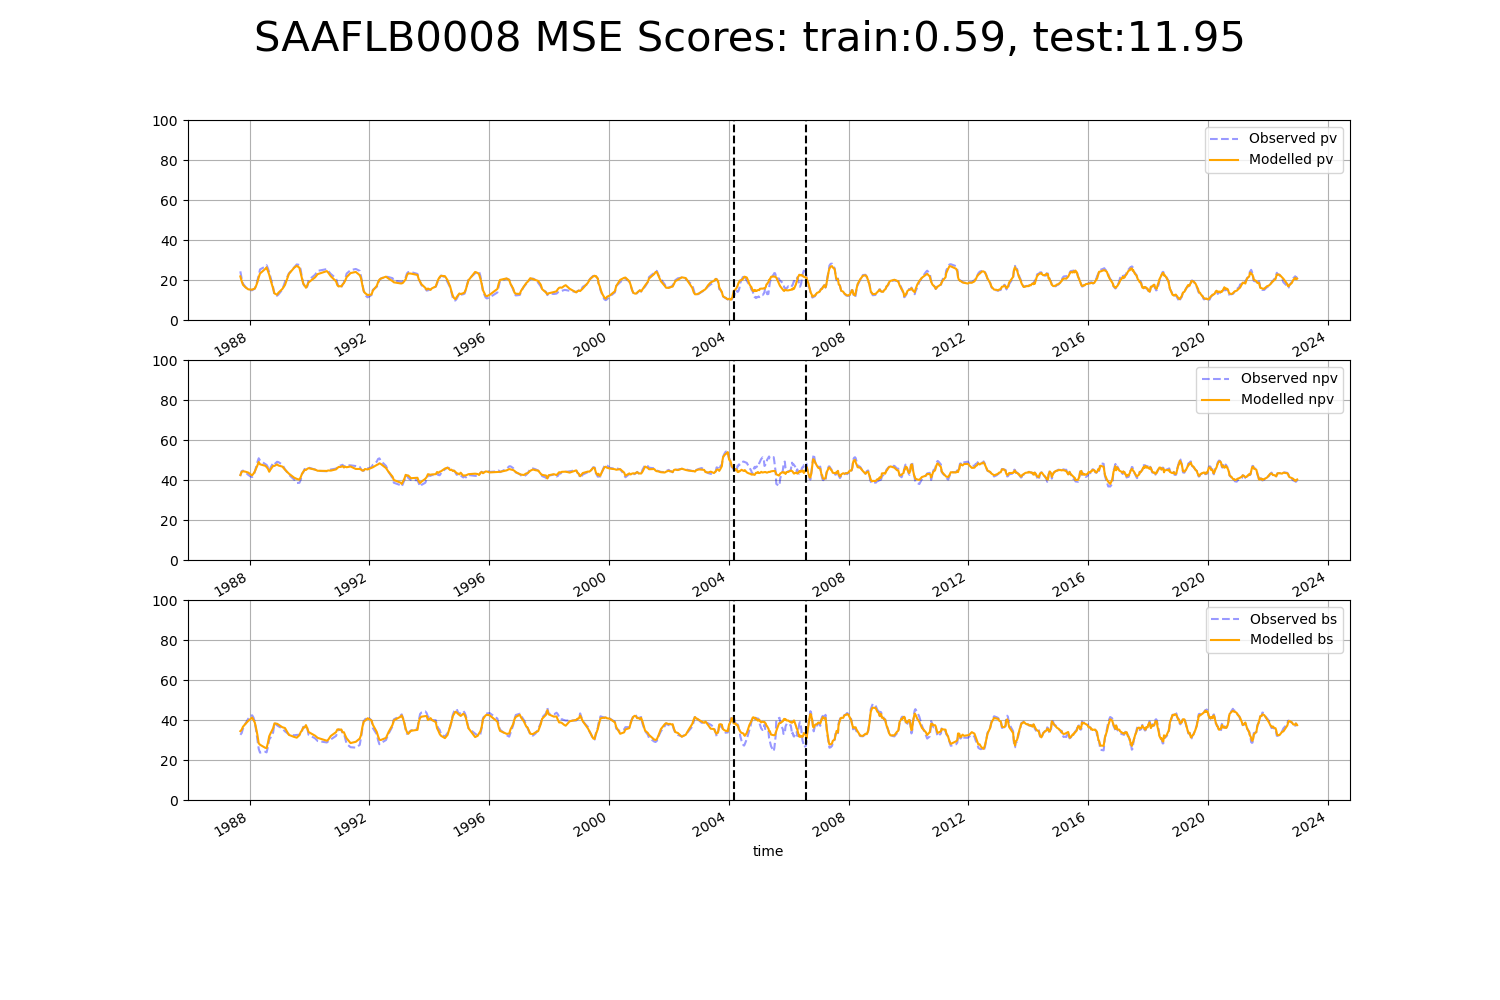 SAAFLB0008 MSE Scores: train:0.59, test:11.95
100
80
60
40
20
0
Observed pv
Modelled pv
1988 1992 1996 2000 2004 2008 2012 2016 2020 2024
100
80
60
40
20
0
Observed npv
Modelled npv
1988 1992 1996 2000 2004 2008 2012 2016 2020 2024
100
80
60
40
20
0
Observed bs
Modelled bs
1988 1992 1996 2000 2004 2008 2012 2016 2020 2024
time